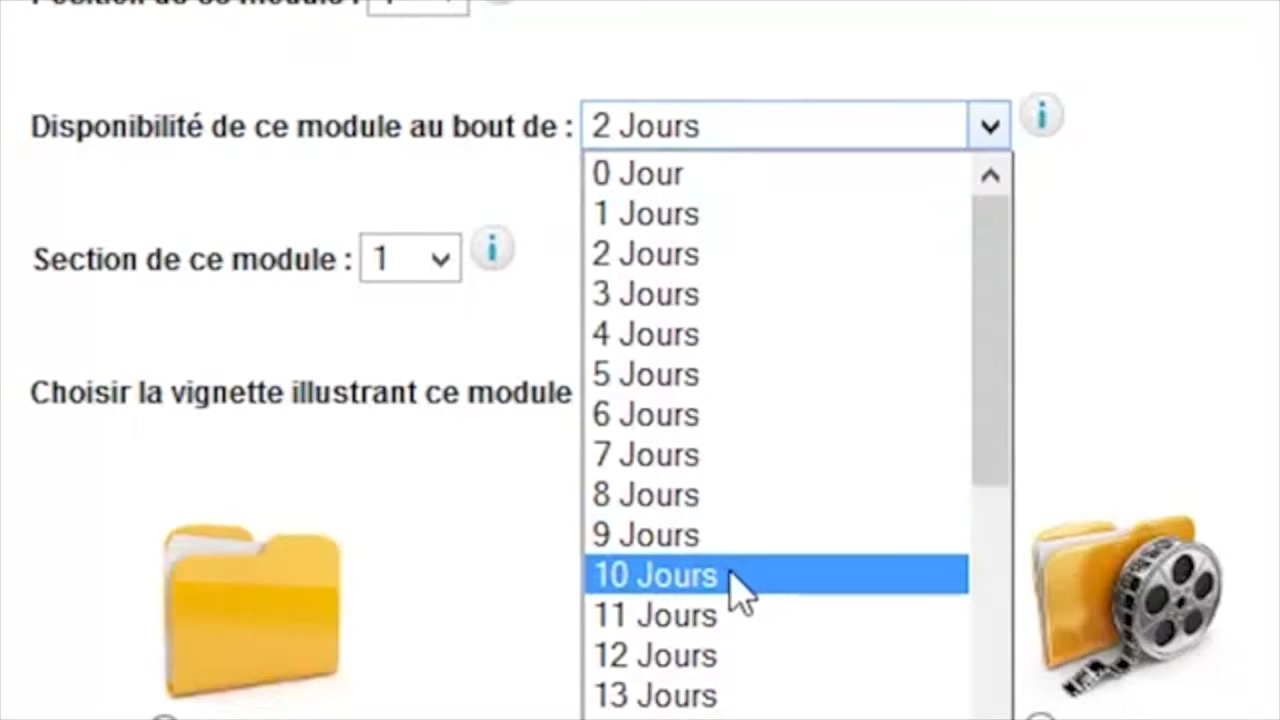 Disponibilité de ce module au bout de : 2 Jours
0 Jour
1 Jours
2 Jours
Section de ce module : 1
3 Jours
4 Jours
5 Jours
Choisir la vignette illustrant ce module
6 Jours
7 Jours
8 Jours
9 Jours
10 Jours
11 Jours
12 Jours
13 Jours